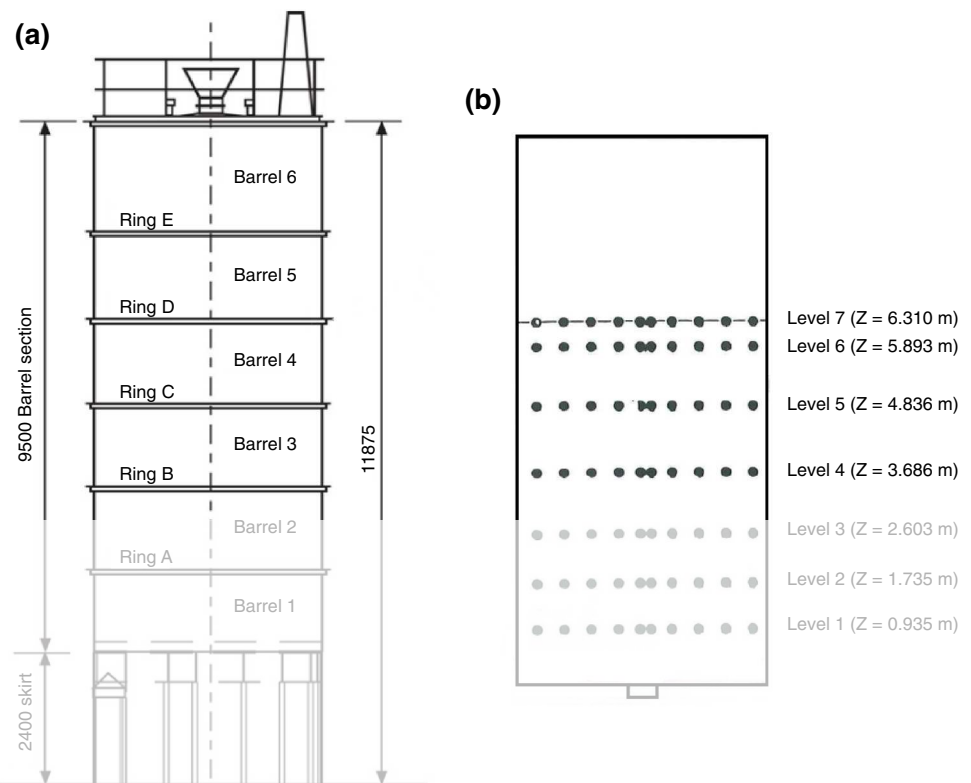 (a)
Barrel 6
Ring E
Barrel 5
Ring D
Barrel 4
Ring C
Barrel 3
Ring B
Barrel 2
Ring A
Barrel 1
9500 Barrel section
2400 skirt
11875
(b)
Level 7 (Z = 6.310 m)
Level 6 (Z = 5.893 m)
Level 5 (Z = 4.836 m)
Level 4 (Z = 3.686 m)
Level 3 (Z = 2.603 m)
Level 2 (Z = 1.735 m)
Level 1 (Z = 0.935 m)